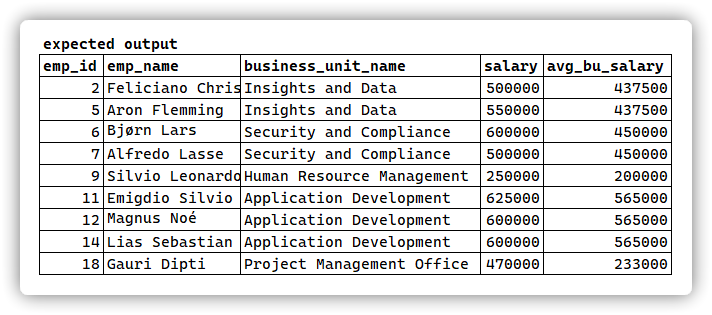 expected output
emp_id emp_name business_unit_name salary avg_bu_salary
2 Feliciano Chris Insights and Data 500000 437500
5 Aron Flemming Insights and Data 550000 437500
6 Bjørn Lars Security and Compliance 600000 450000
7 Alfredo Lasse Security and Compliance 500000 450000
9 Silvio Leonardo Human Resource Management 250000 200000
11 Emigdio Silvio Application Development 625000 565000
12 Magnus Noé Application Development 600000 565000
14 Lias Sebastian Application Development 600000 565000
18 Gauri Dipti Project Management Office 470000 233000